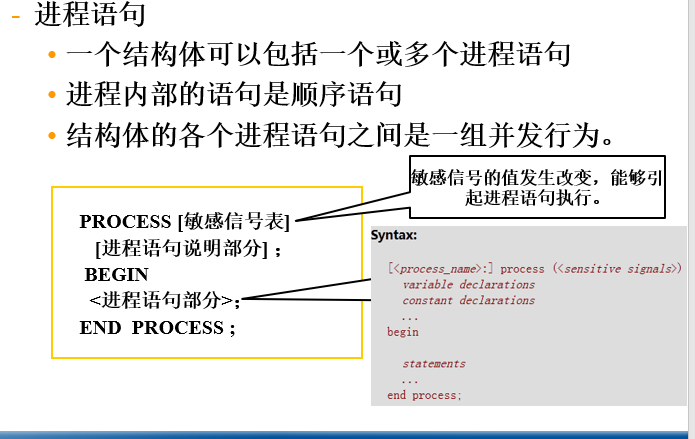 - 进程语句
• 一个结构体可以包括一个或多个进程语句
• 进程内部的语句是顺序语句
• 结构体的各个进程语句之间是一组并发行为。
敏感信号的值发生改变，能够引
起进程语句执行。
PROCESS [敏感信号表]
[进程语句说明部分] ；
BEGIN
<进程语句部分>；
END PROCESS ;
Syntax:
[<process_name>:] process (<sensitive signals>)
variable declarations
constant declarations
...
begin
statements
...
end process;